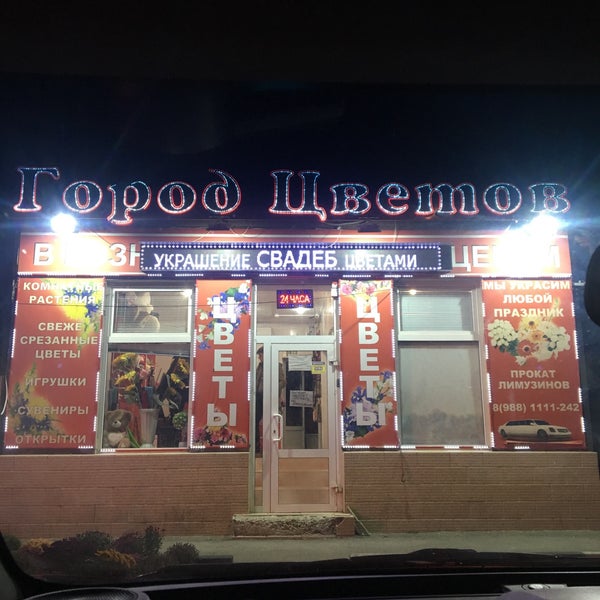 Город Цветов
УКРАШЕНИЕ СВАДЕБ ЦВЕТАМИ
КОМНАТНЫЕ
РАСТЕНИЯ
СВЕЖЕ
СРЕЗАННЫЕ
ЦВЕТЫ
ИГРУШКИ
СУВЕНИРЫ
ОТКРЫТКИ
ЦВЕТЫ
24 ЧАСА
ЦВЕТЫ
МЫ УКРАСИМ
ЛЮБОЙ
ПРАЗДНИК
ПРОКАТ
ЛИМУЗИНОВ
8(988) 1111-242